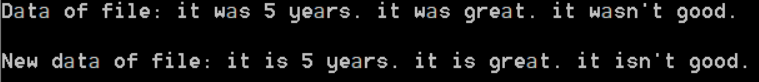 Data of file: it was 5 years. it was great. it wasn't good.
New data of file: it is 5 years. it is great. it isn't good.